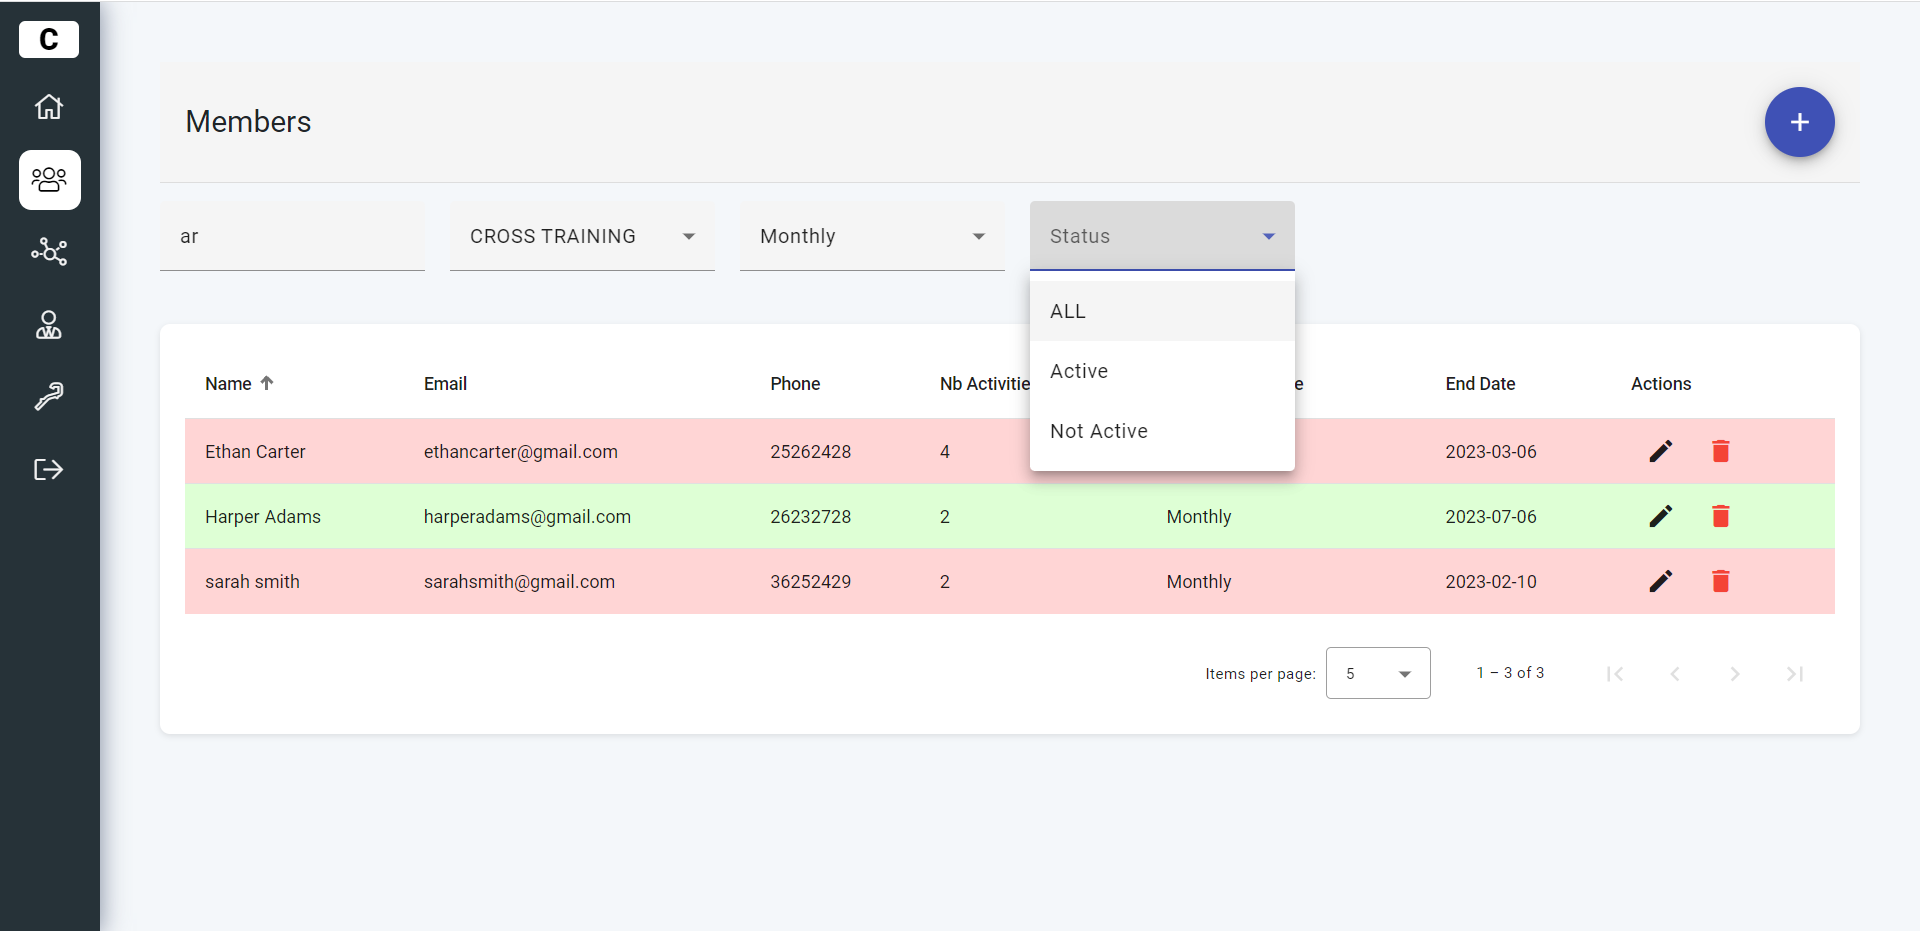 C
Members
ar CROSS TRAINING Monthly Status
ALL
Active
Not Active
Name Email Phone Nb Activitie e End Date Actions
Ethan Carter ethancarter@gmail.com 25262428 4 2023-03-06
Harper Adams harperadams@gmail.com 26232728 2 Monthly 2023-07-06
sarah smith sarahsmith@gmail.com 36252429 2 Monthly 2023-02-10
Items per page: 5 1 – 3 of 3